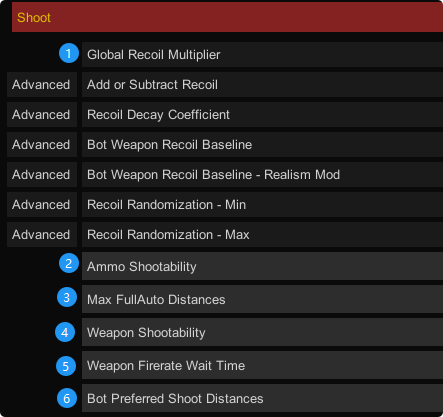 Shoot
1 Global Recoil Multiplier
Advanced Add or Subtract Recoil
Advanced Recoil Decay Coefficient
Advanced Bot Weapon Recoil Baseline
Advanced Bot Weapon Recoil Baseline - Realism Mod
Advanced Recoil Randomization - Min
Advanced Recoil Randomization - Max
2 Ammo Shootability
3 Max FullAuto Distances
4 Weapon Shootability
5 Weapon Firerate Wait Time
6 Bot Preferred Shoot Distances